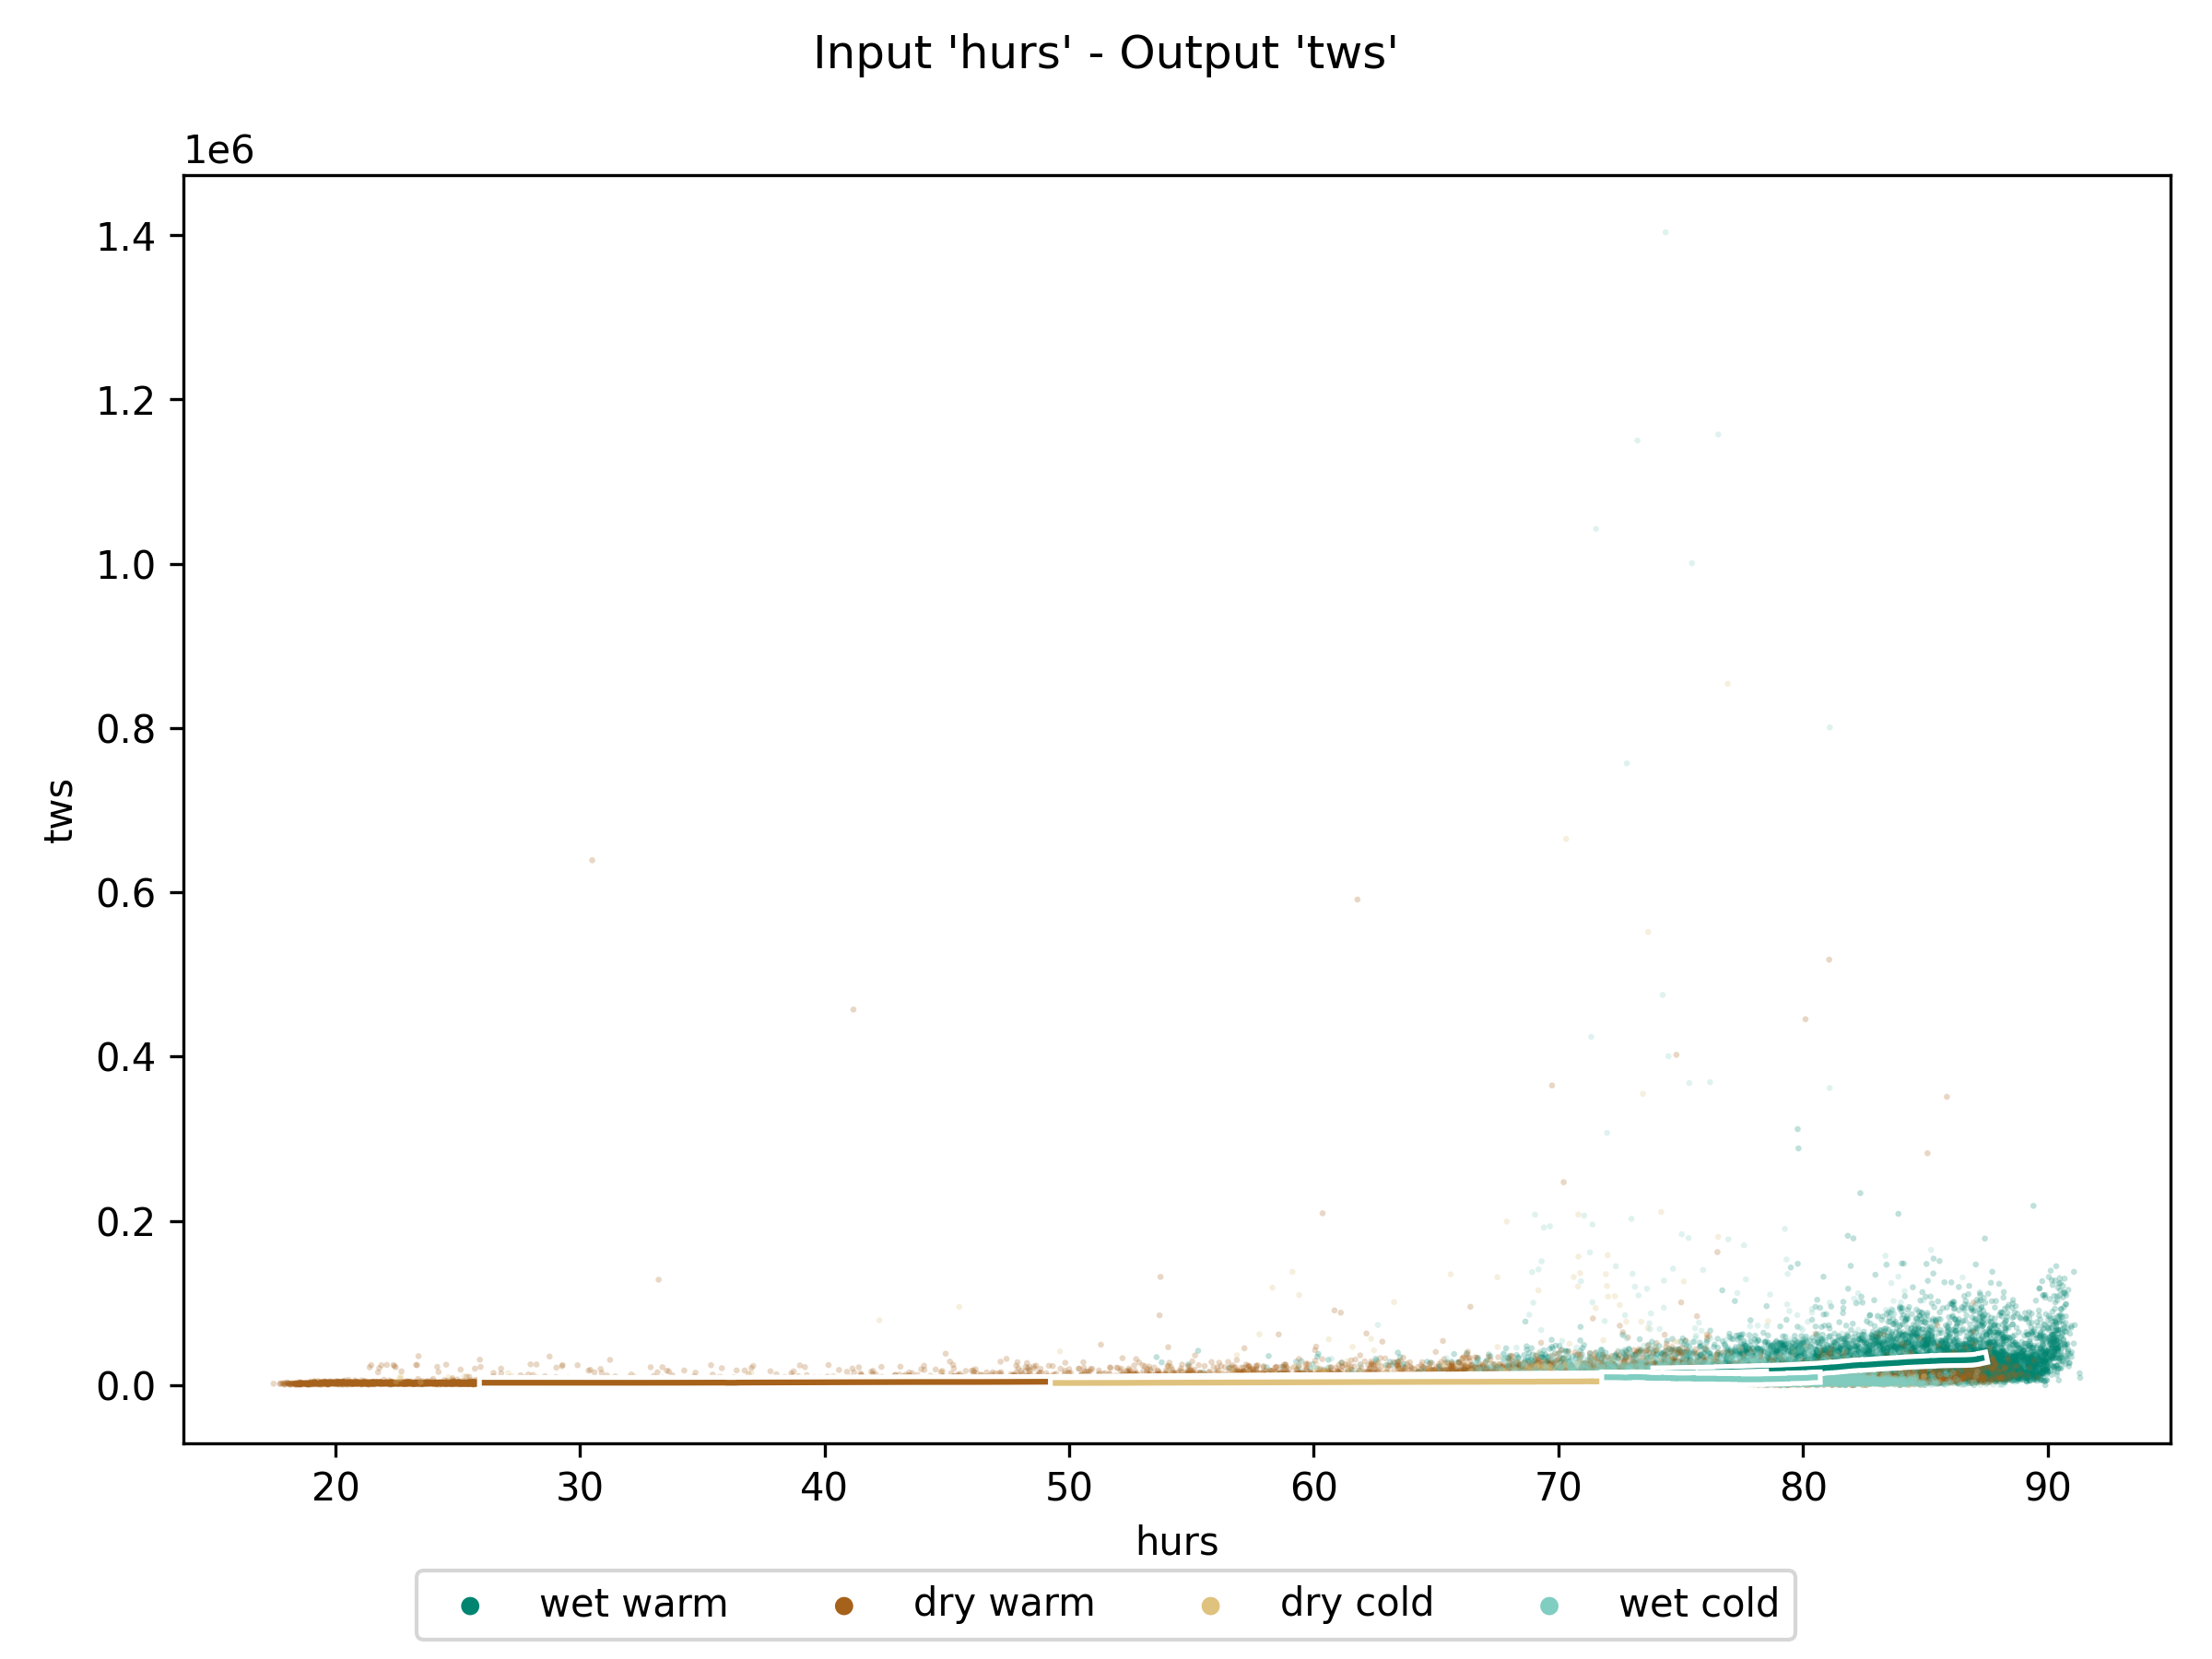 Input 'hurs' - Output 'tws'
1e6
1.4
1.2
1.0
0.8
0.6
0.4
0.2
0.0
tws
20 30 40 50 60 70 80 90
hurs
wet warm dry warm dry cold wet cold